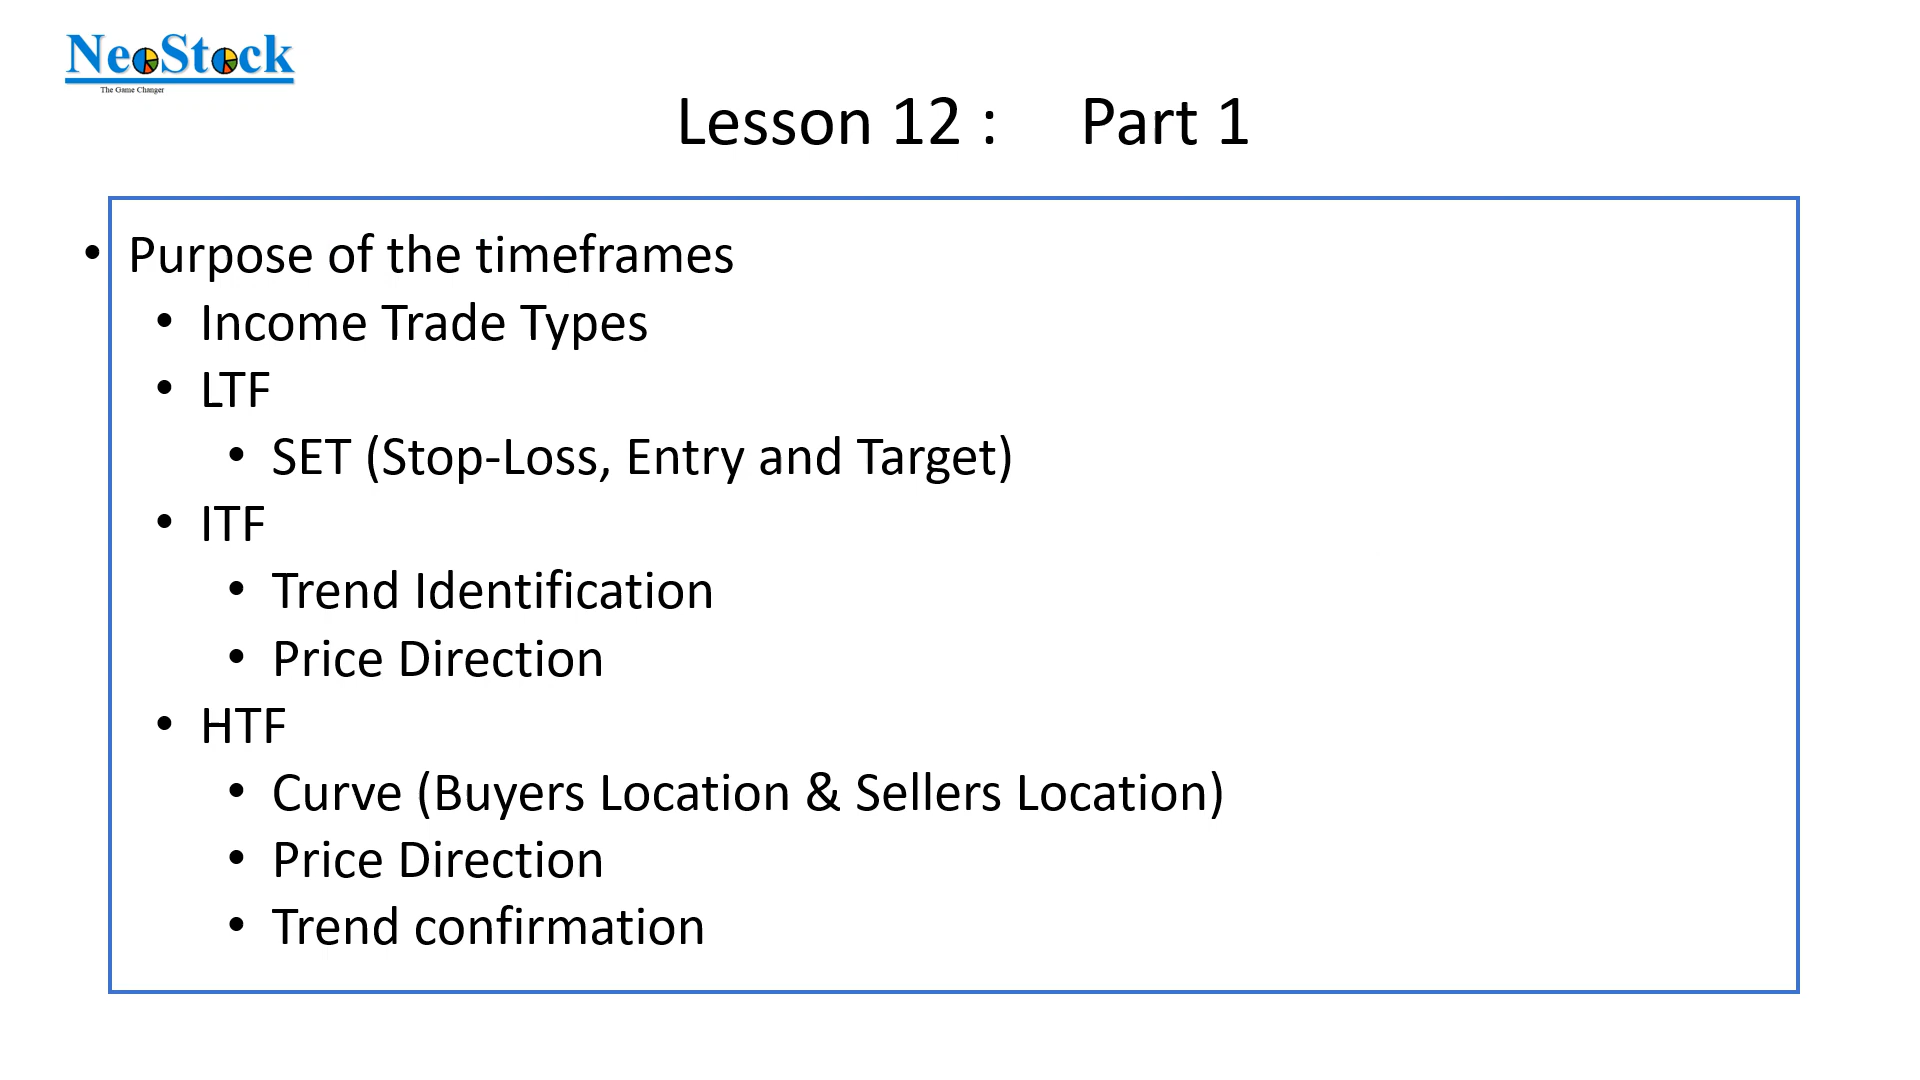 NeoStock
The Game Changer
Lesson 12 : Part 1
• Purpose of the timeframes
• Income Trade Types
• LTF
• SET (Stop-Loss, Entry and Target)
• ITF
• Trend Identification
• Price Direction
• HTF
• Curve (Buyers Location & Sellers Location)
• Price Direction
• Trend confirmation